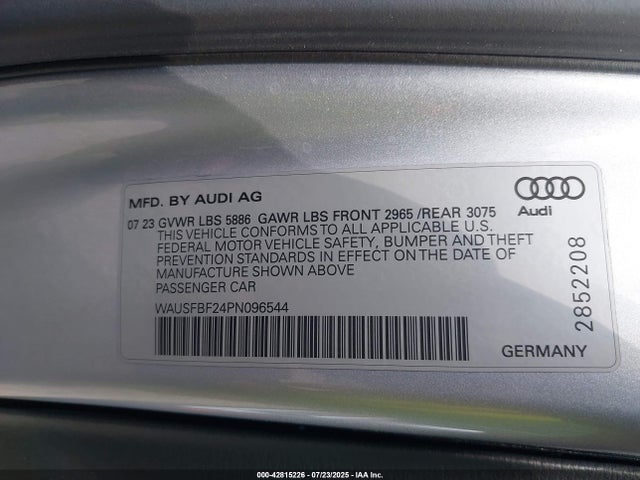 MFD. BY AUDI AG
Audi
07 23 GVWR LBS 5886 GAWR LBS FRONT 2965 /REAR 3075
THIS VEHICLE CONFORMS TO ALL APPLICABLE U.S.
FEDERAL MOTOR VEHICLE SAFETY, BUMPER AND THEFT
PREVENTION STANDARDS IN EFFECT ON THE DATE OF
MANUFACTURE SHOWN ABOVE
PASSENGER CAR
WAUSFBF24PN096544
2852208
GERMANY
000-42815226 - 07/23/2025 - IAA Inc.